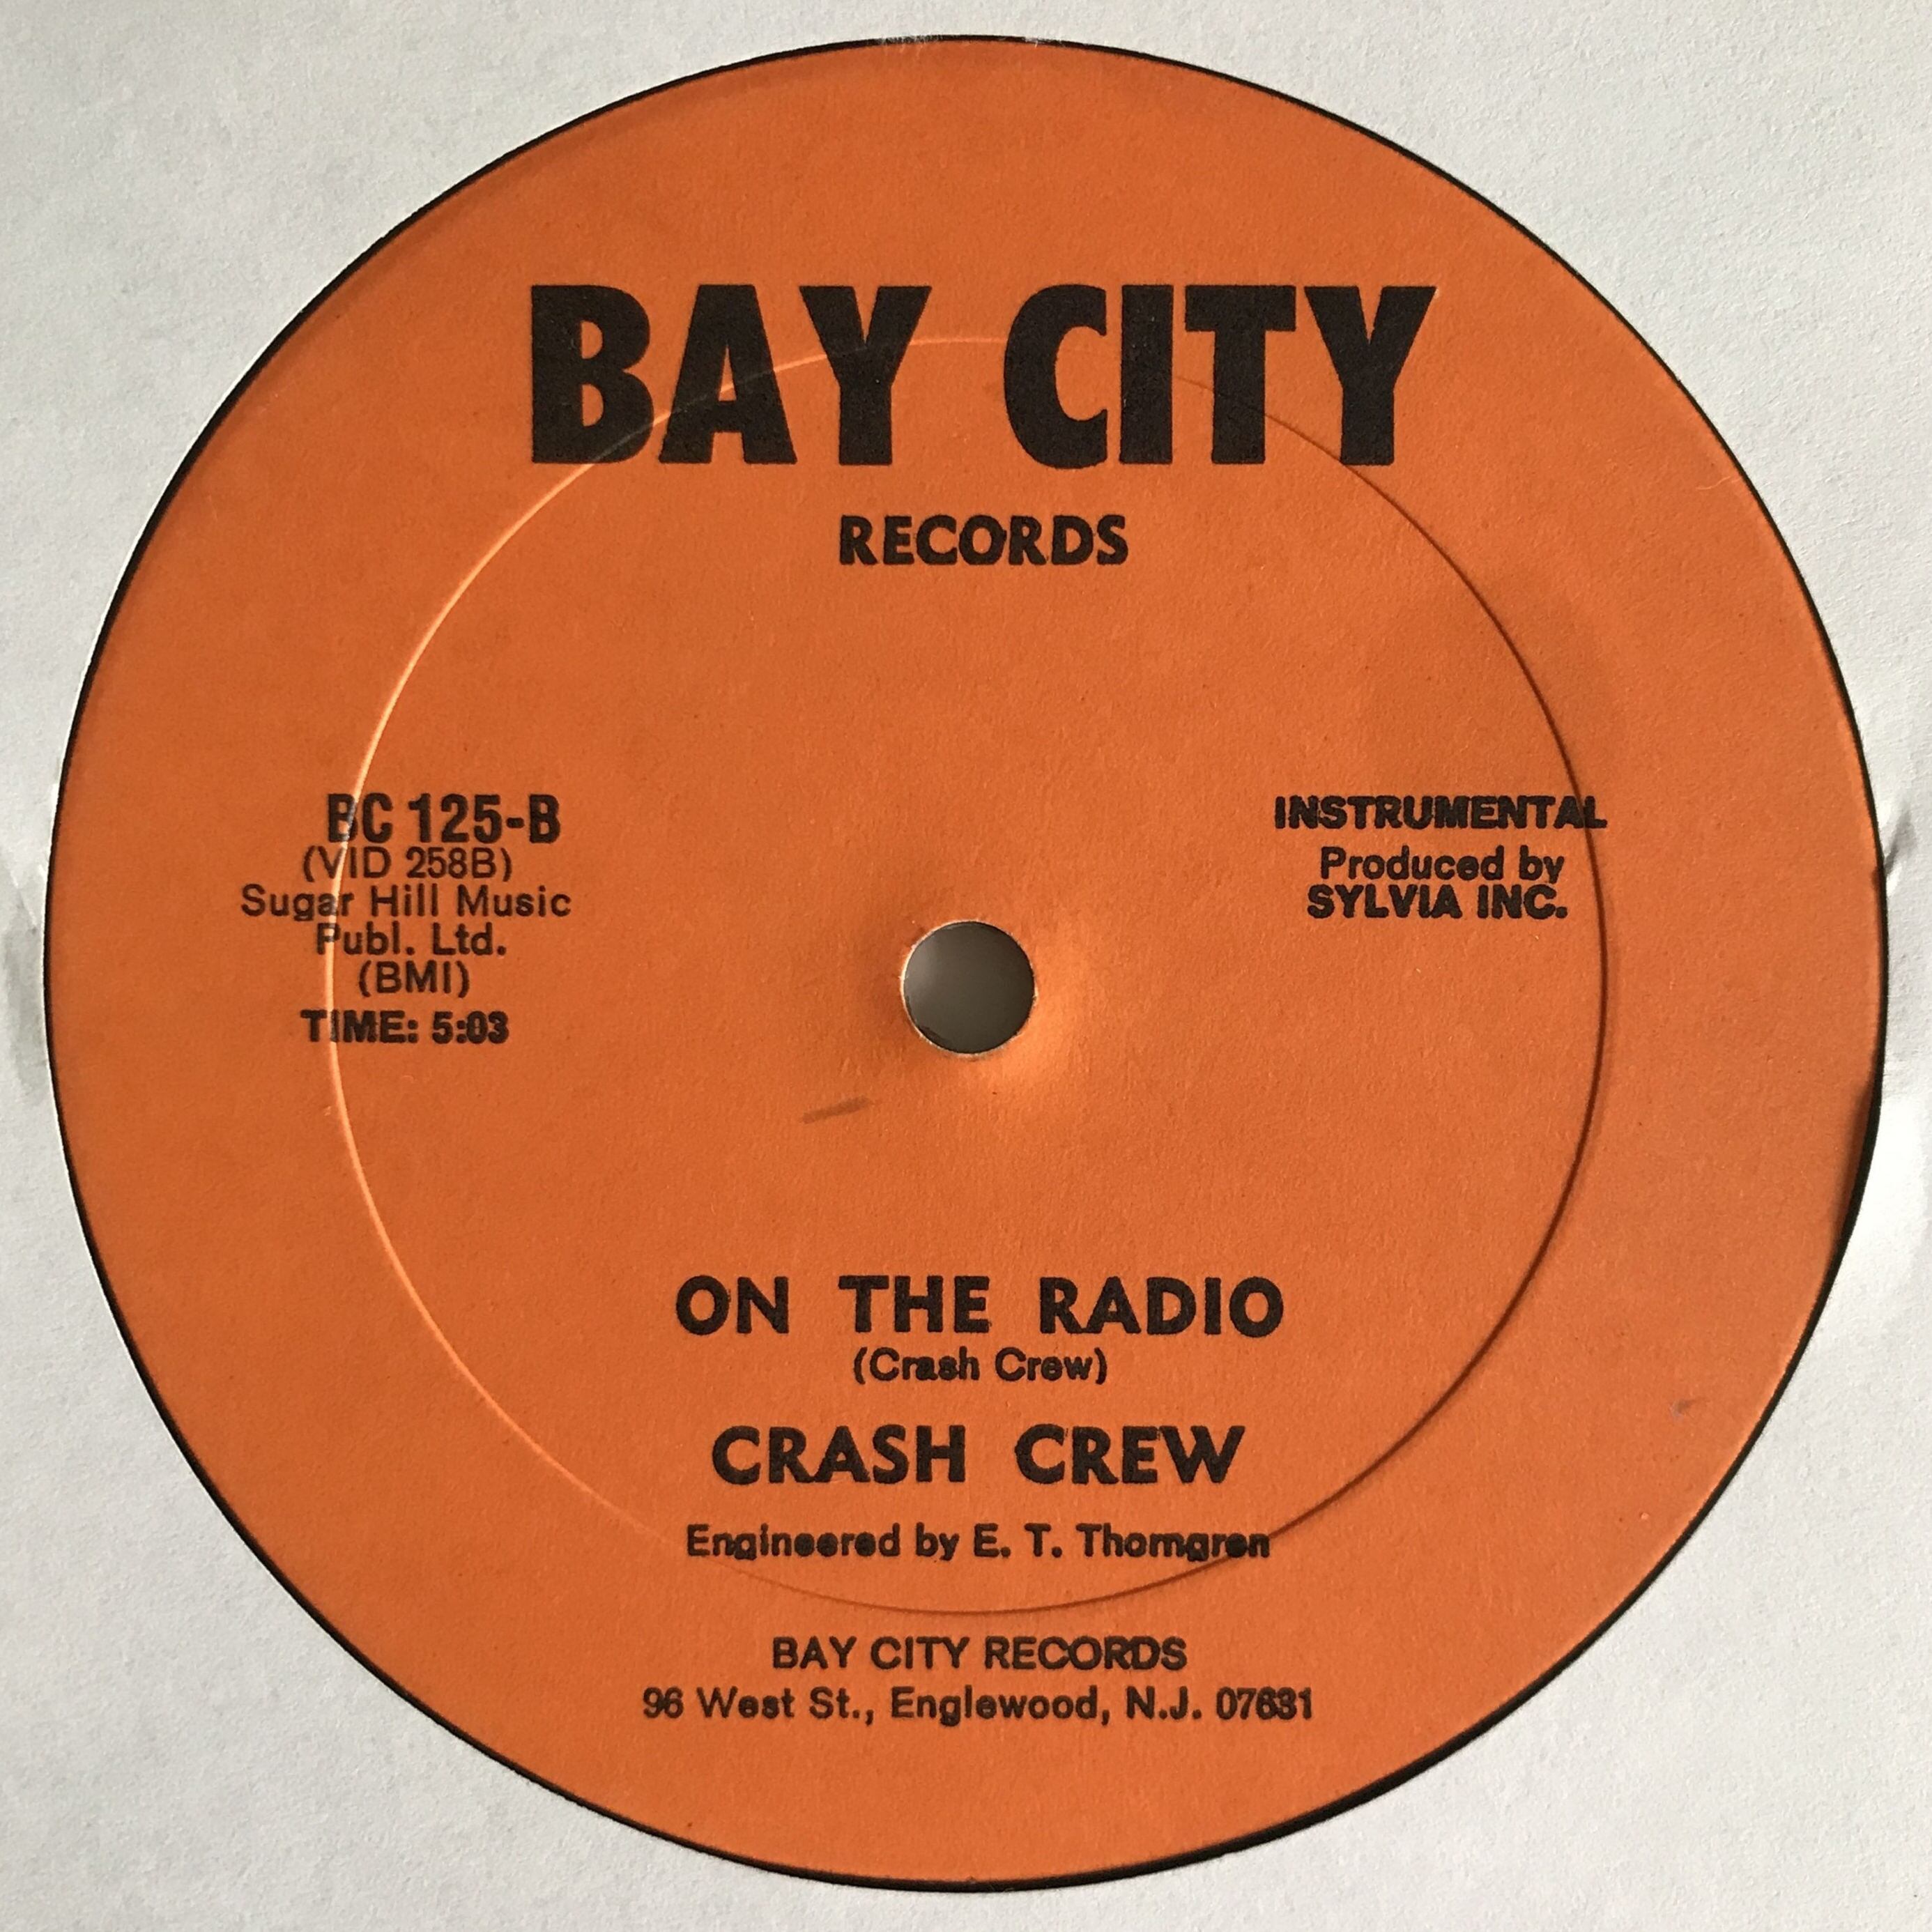 BAY CITY
RECORDS
BC 125-B
(VID 258B)
Sugar Hill Music
Publ. Ltd.
(BMI)
TIME: 5:03
INSTRUMENTAL
Produced by
SYLVIA INC.
ON THE RADIO
(Crash Crew)
CRASH CREW
Engineered by E. T. Thorngren
BAY CITY RECORDS
96 West St., Englewood, N.J. 07631